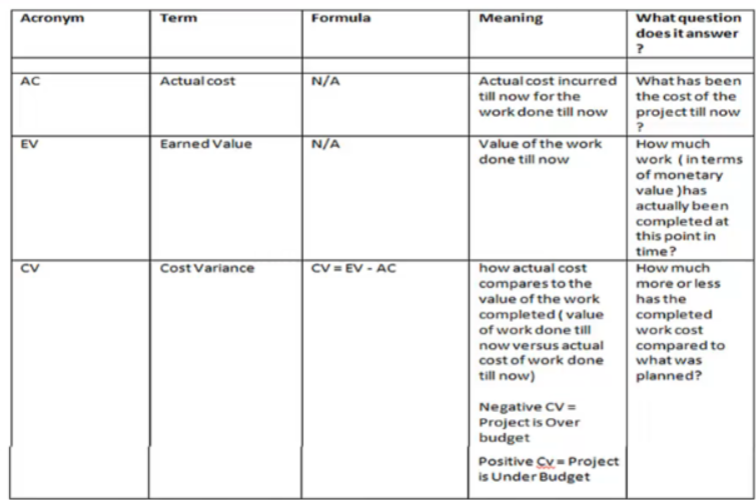 Acronym
Term
Formula
Meaning
What question
does it answer
?
AC
Actual cost
N/A
Actual cost incurred
till now for the
work done till now
What has been
the cost of the
project till now
?
EV
Earned Value
N/A
Value of the work
done till now
How much
work ( in terms
of monetary
value )has
actually been
completed at
this point in
time?
CV
Cost Variance
CV = EV - AC
how actual cost
compares to the
value of the work
completed ( value
of work done till
now versus actual
cost of work done
till now)
Negative CV =
Project is Over
budget
Positive Cv = Project
is Under Budget
How much
more or less
has the
completed
work cost
compared to
what was
planned?